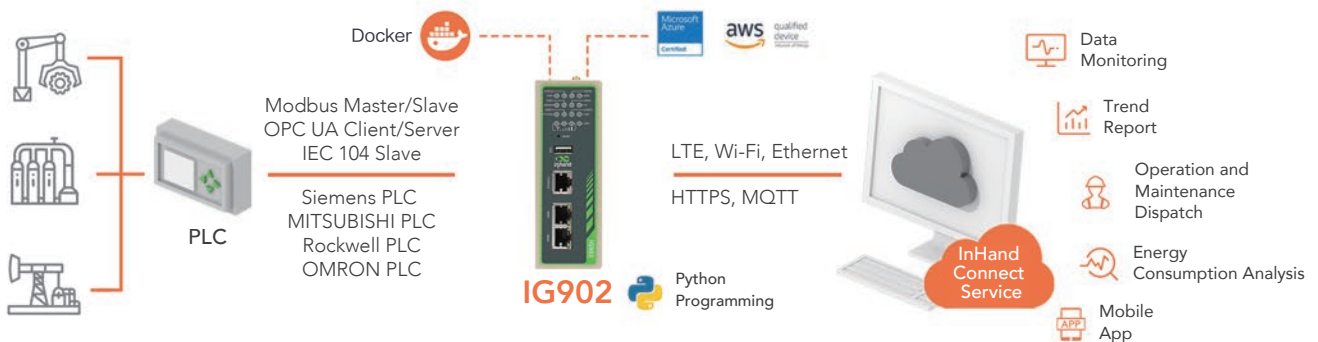 Docker
Microsoft
Azure
Certified
aws
qualified
device
Modbus Master/Slave
OPC UA Client/Server
IEC 104 Slave
PLC
Siemens PLC
MITSUBISHI PLC
Rockwell PLC
OMRON PLC
inhand
IG902
Python
Programming
LTE, Wi-Fi, Ethernet
HTTPS, MQTT
InHand
Connect
Service
Data
Monitoring
Trend
Report
Operation and
Maintenance
Dispatch
Energy
Consumption Analysis
APP
Mobile
App